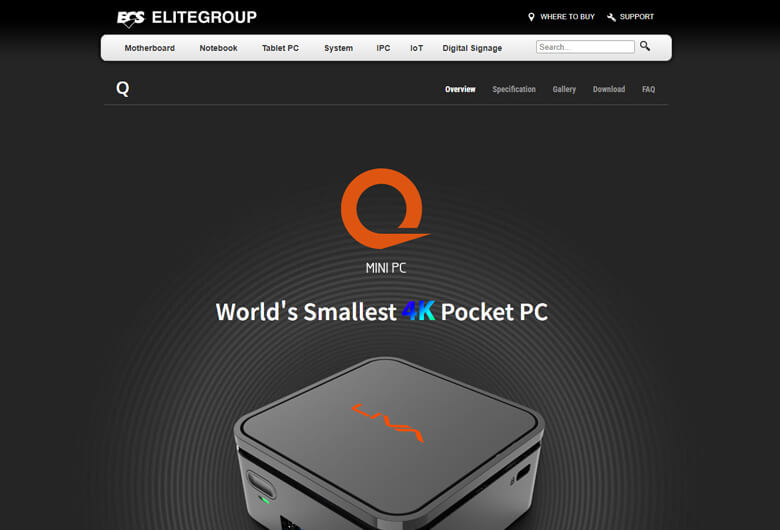 ECS ELITEGROUP
WHERE TO BUY SUPPORT
Motherboard Notebook Tablet PC System IPC IoT Digital Signage Search...
Q
Overview Specification Gallery Download FAQ
MINI PC
World's Smallest 4K Pocket PC
LIVA